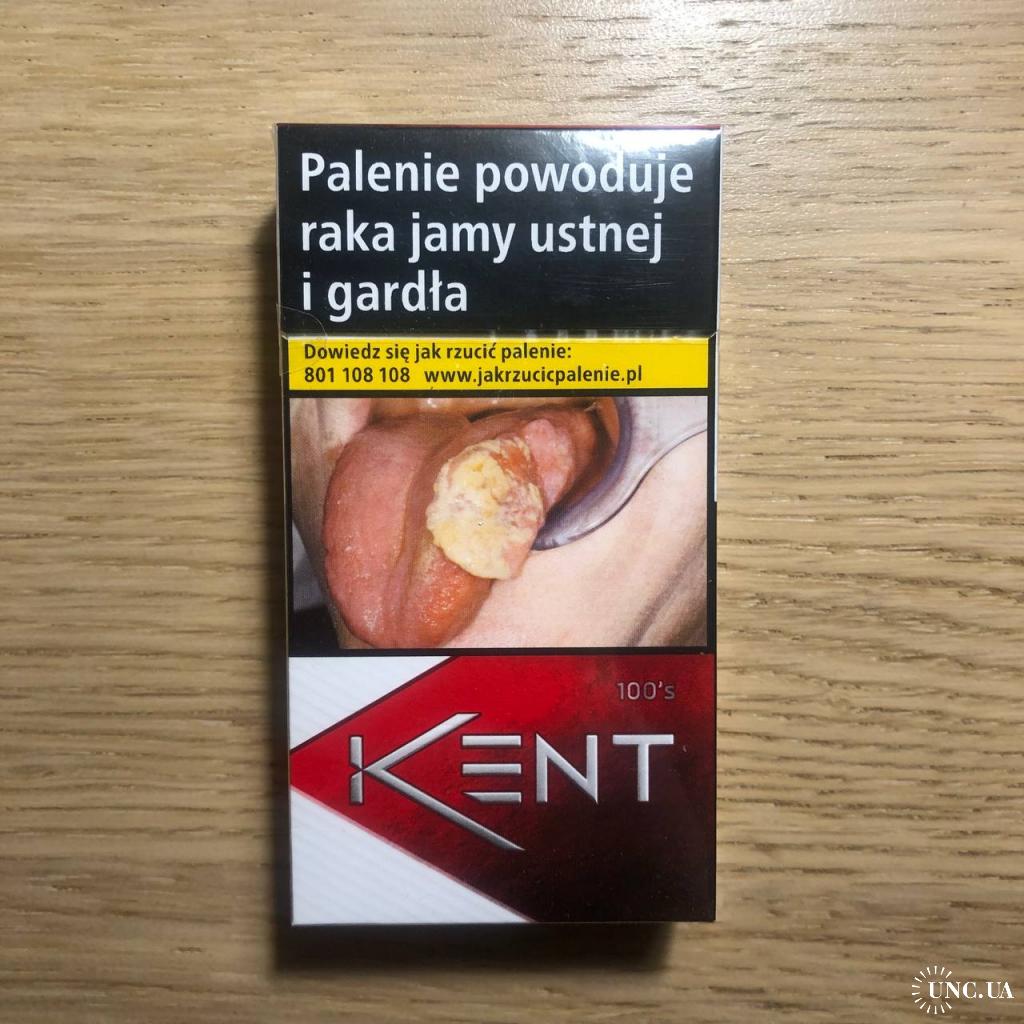 Palenie powoduje
raka jamy ustnej
i gardła
Dowiedz się jak rzucić palenie:
801 108 108 www.jakrzucicpalenie.pl
100's
KENT
UNC.UA